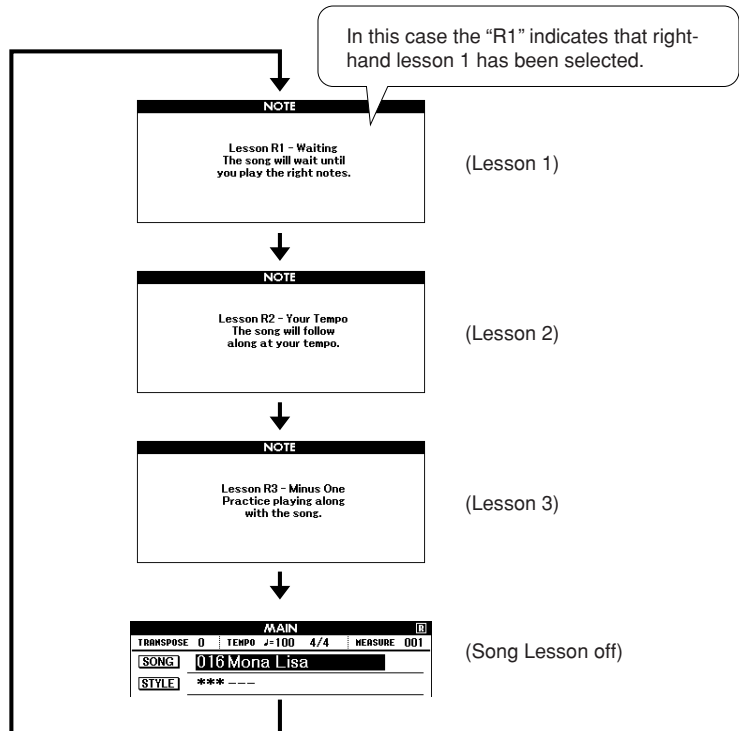 In this case the “R1” indicates that right-
hand lesson 1 has been selected.
NOTE
Lesson R1 - Waiting
The song will wait until
you play the right notes.
(Lesson 1)
NOTE
Lesson R2 - Your Tempo
The song will follow
along at your tempo.
(Lesson 2)
NOTE
Lesson R3 - Minus One
Practice playing along
with the song.
(Lesson 3)
MAIN R
TRANSPOSE 0 TEMPO ♩=100 4/4 MEASURE 001
SONG 016 Mona Lisa
STYLE *** ---
(Song Lesson off)